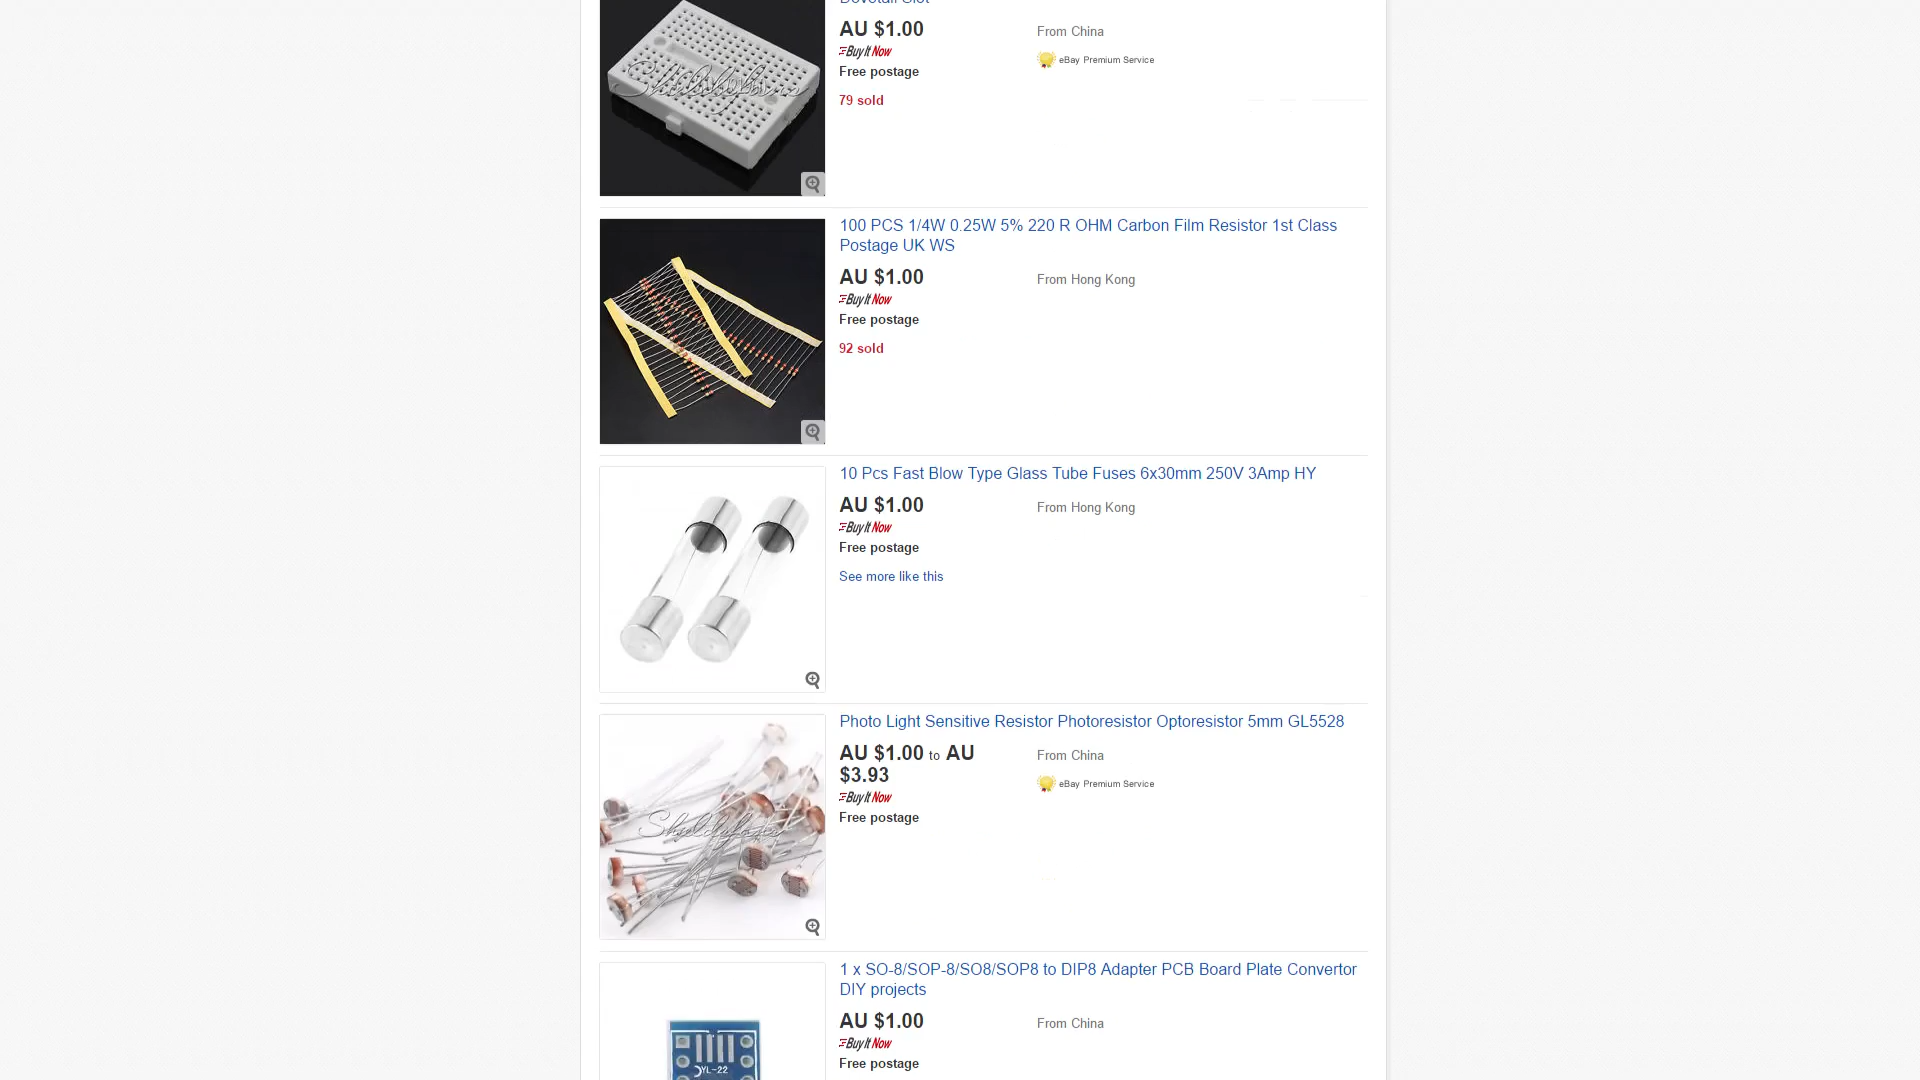 AU $1.00
From China
Buy It Now
eBay Premium Service
Free postage
79 sold
100 PCS 1/4W 0.25W 5% 220 R OHM Carbon Film Resistor 1st Class
Postage UK WS
AU $1.00
From Hong Kong
Buy It Now
Free postage
92 sold
10 Pcs Fast Blow Type Glass Tube Fuses 6x30mm 250V 3Amp HY
AU $1.00
From Hong Kong
Buy It Now
Free postage
See more like this
Photo Light Sensitive Resistor Photoresistor Optoresistor 5mm GL5528
AU $1.00 to AU
$3.93
From China
Buy It Now
eBay Premium Service
Free postage
1 x SO-8/SOP-8/SO8/SOP8 to DIP8 Adapter PCB Board Plate Convertor
DIY projects
AU $1.00
From China
Buy It Now
Free postage
YL-22